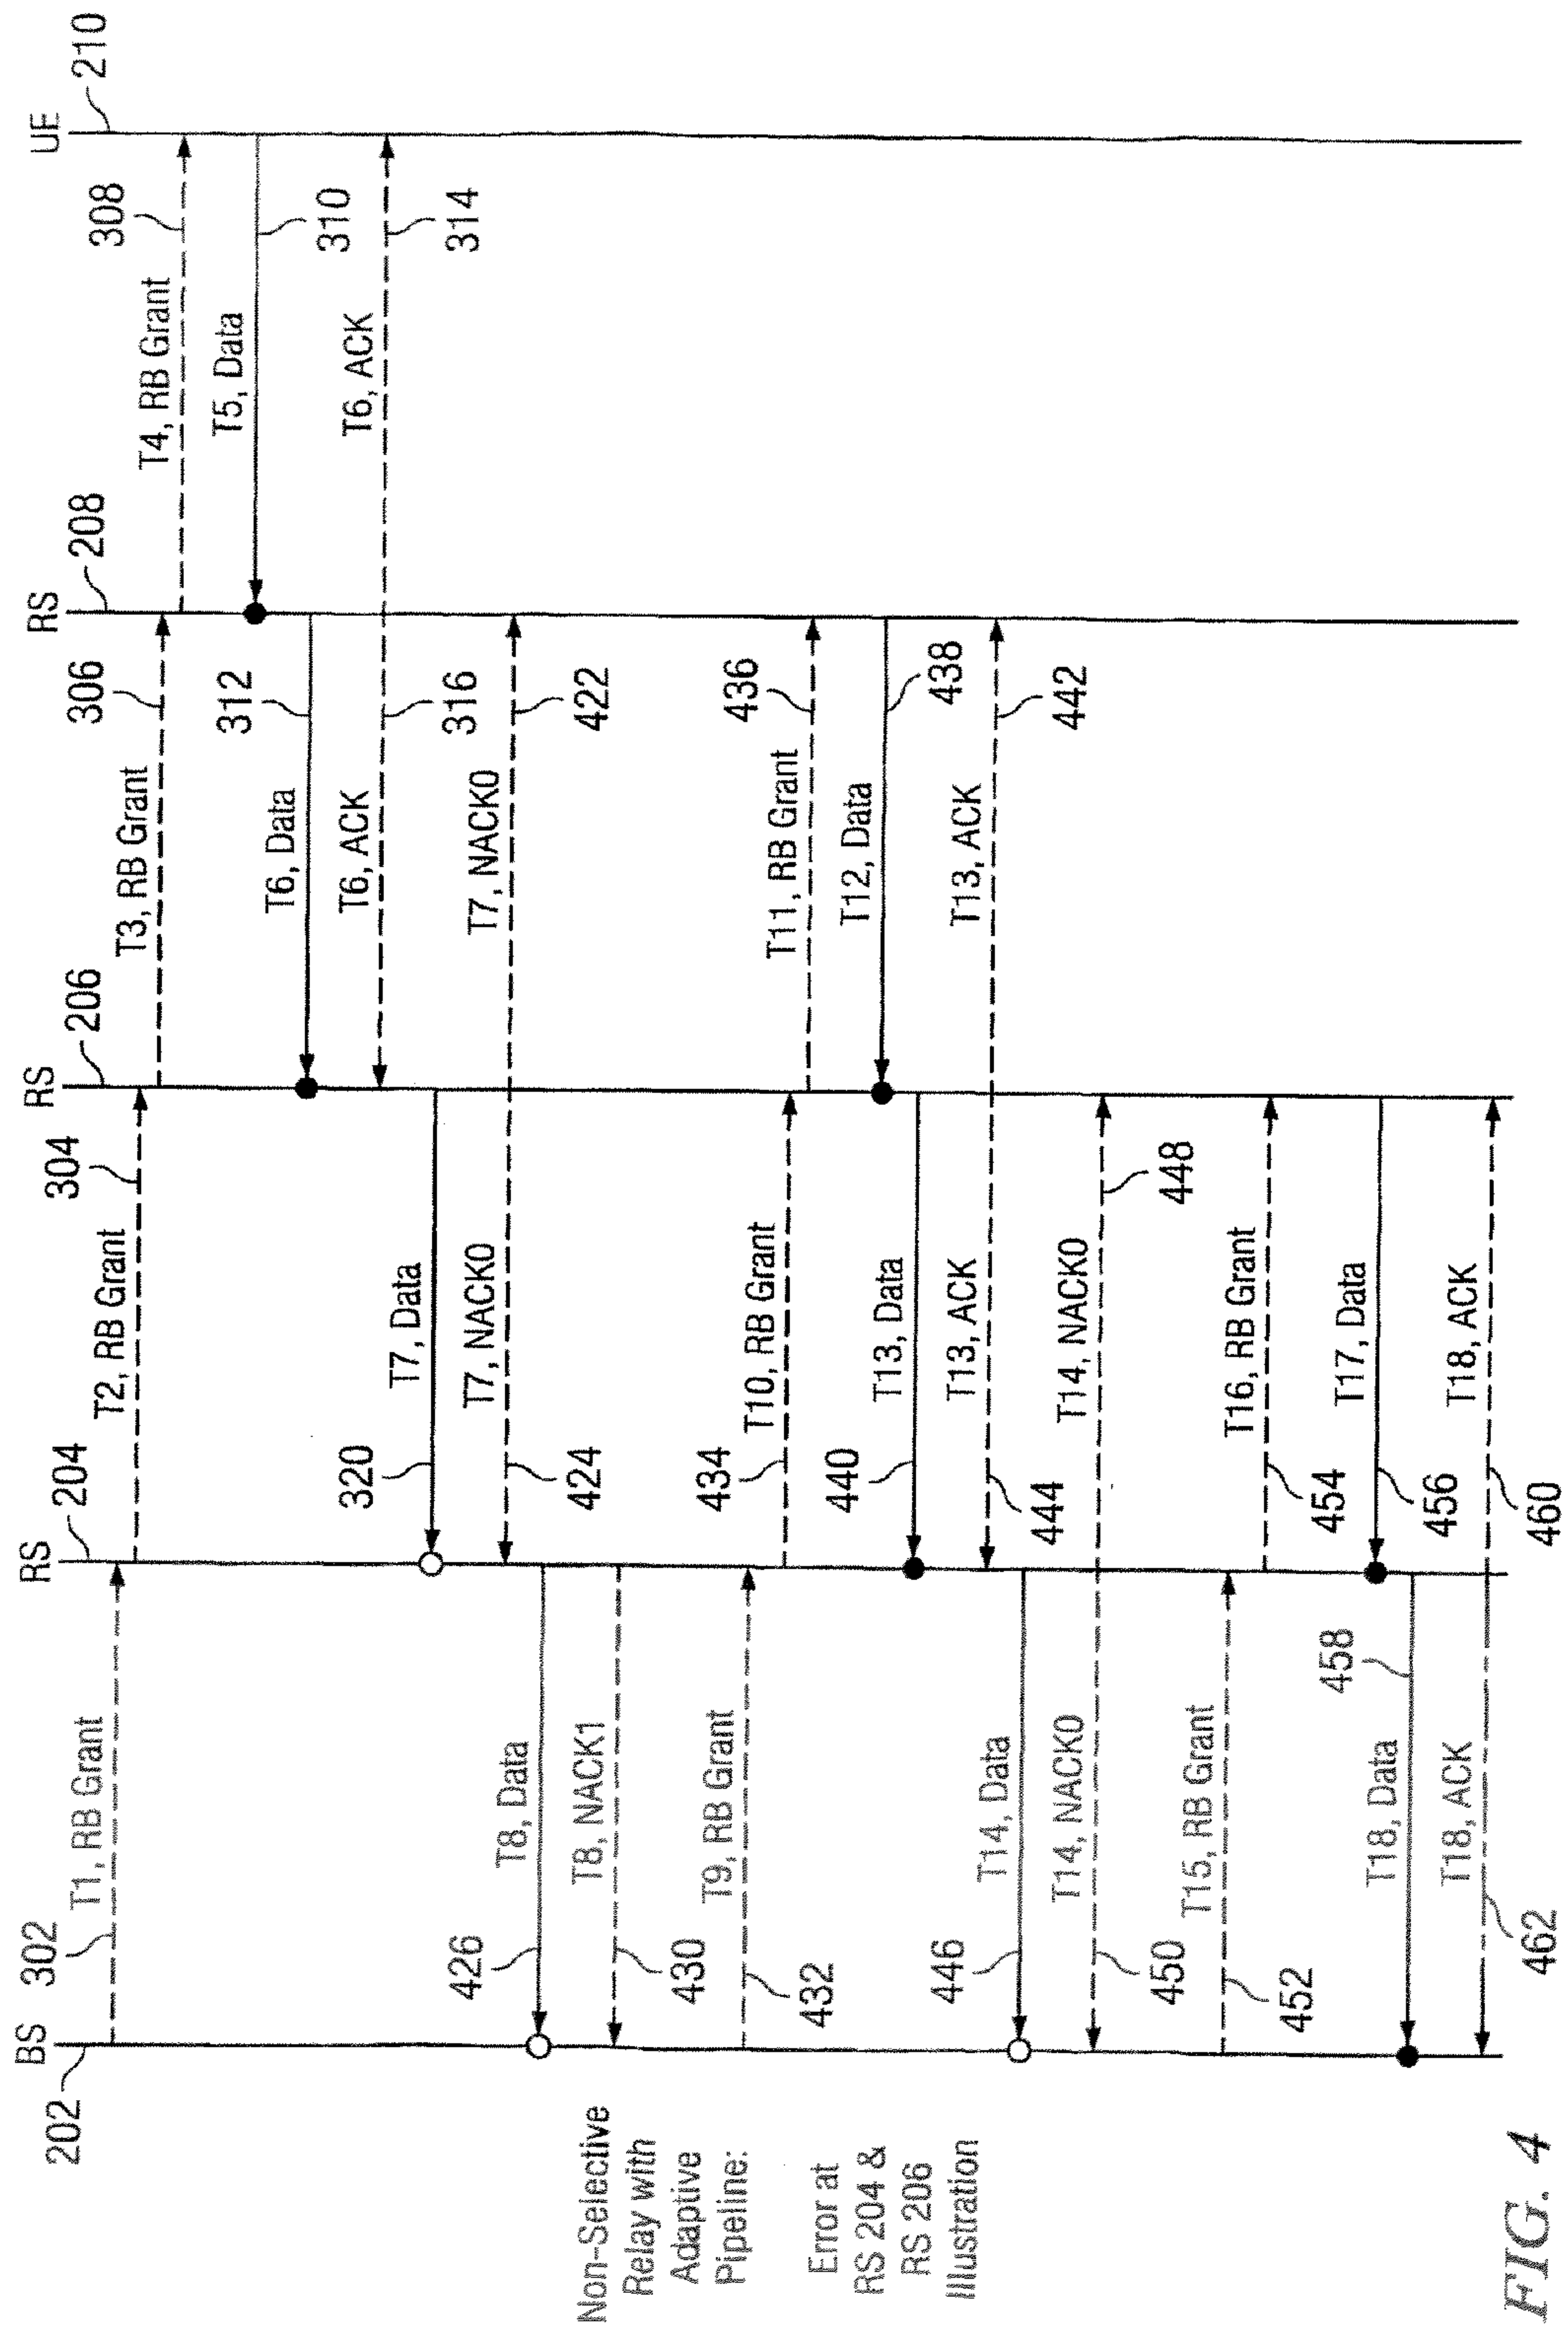 UE
210
RS
208
RS
206
RS
204
BS
202
T1, RB Grant
302
T2, RB Grant
304
T3, RB Grant
306
T4, RB Grant
308
T5, Data
310
T6, Data
312
T6, ACK
314
T6, ACK
316
T7, Data
320
T7, NACK0
422
T7, NACK0
424
T8, Data
426
T8, NACK1
430
T9, RB Grant
432
T10, RB Grant
434
T11, RB Grant
436
T12, Data
438
T13, Data
440
T13, ACK
442
T13, ACK
444
T14, Data
446
T14, NACK0
448
T14, NACK0
450
T15, RB Grant
452
T16, RB Grant
454
T17, Data
456
T18, Data
458
T18, ACK
460
T18, ACK
462
Non-Selective
Relay with
Adaptive
Pipeline:
Error at
RS 204 &
RS 206
Illustration
FIG. 4